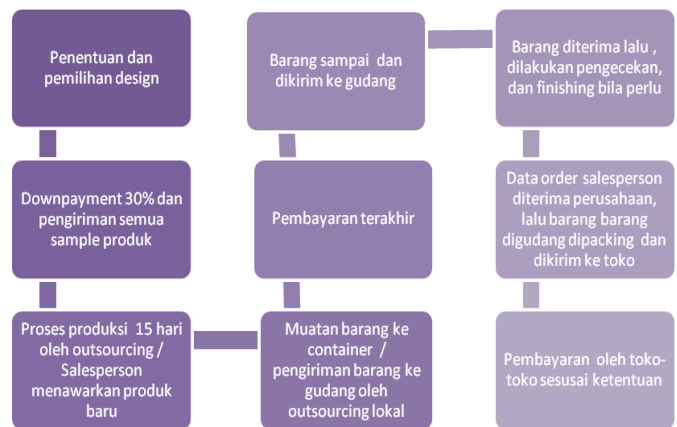 Penentuan dan
pemilihan design
Downpayment 30% dan
pengiriman semua
sample produk
Proses produksi 15 hari
oleh outsourcing /
Salesperson
menawarkan produk
baru
Muatan barang ke
container /
pengiriman barang ke
gudang oleh
outsourcing lokal
Pembayaran terakhir
Barang sampai dan
dikirim ke gudang
Barang diterima lalu ,
dilakukan pengecekan,
dan finishing bila perlu
Data order salesperson
diterima perusahaan,
lalu barang barang
digudang dipacking dan
dikirim ke toko
Pembayaran oleh toko-
toko sesusai ketentuan